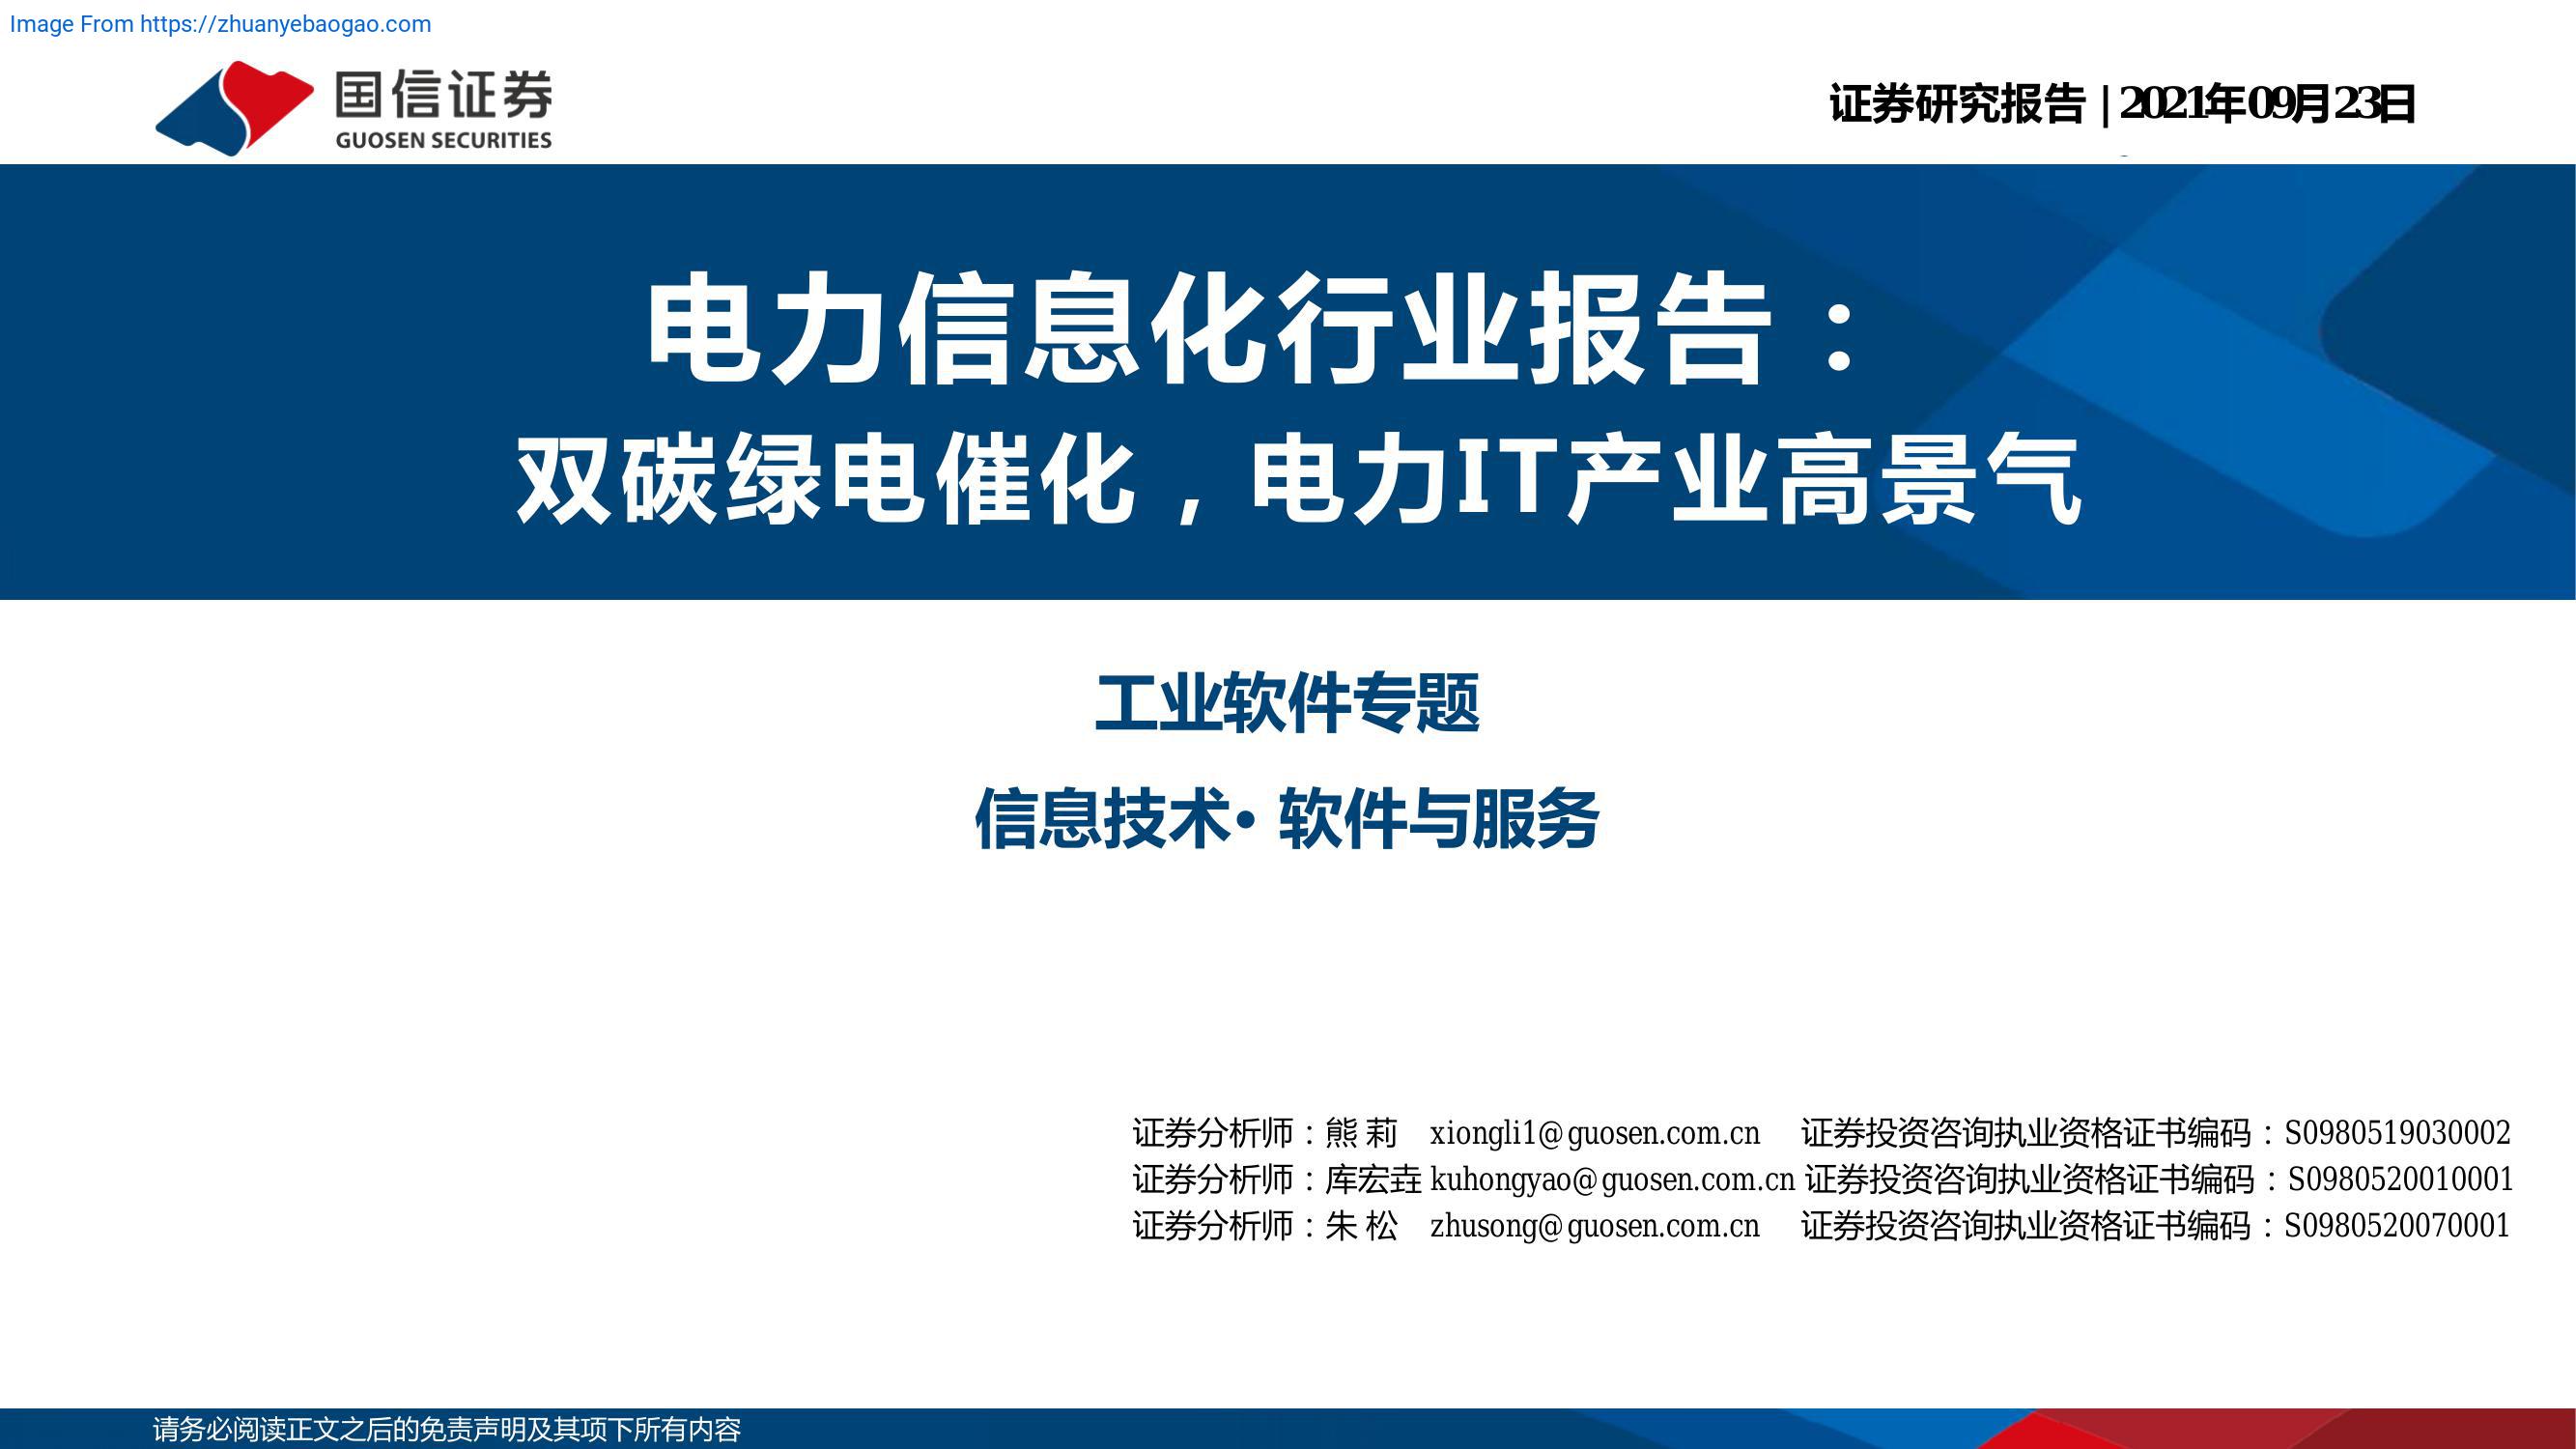 Image From https://zhuanyebaogao.com
国信证券
GUOSEN SECURITIES
证券研究报告 | 2021年09月23日
电力信息化行业报告：
双碳绿电催化，电力IT产业高景气
工业软件专题
信息技术• 软件与服务
证券分析师：熊 莉 xiongli1@guosen.com.cn 证券投资咨询执业资格证书编码：S0980519030002
证券分析师：库宏垚 kuhongyao@guosen.com.cn 证券投资咨询执业资格证书编码：S0980520010001
证券分析师：朱 松 zhusong@guosen.com.cn 证券投资咨询执业资格证书编码：S0980520070001
请务必阅读正文之后的免责声明及其项下所有内容